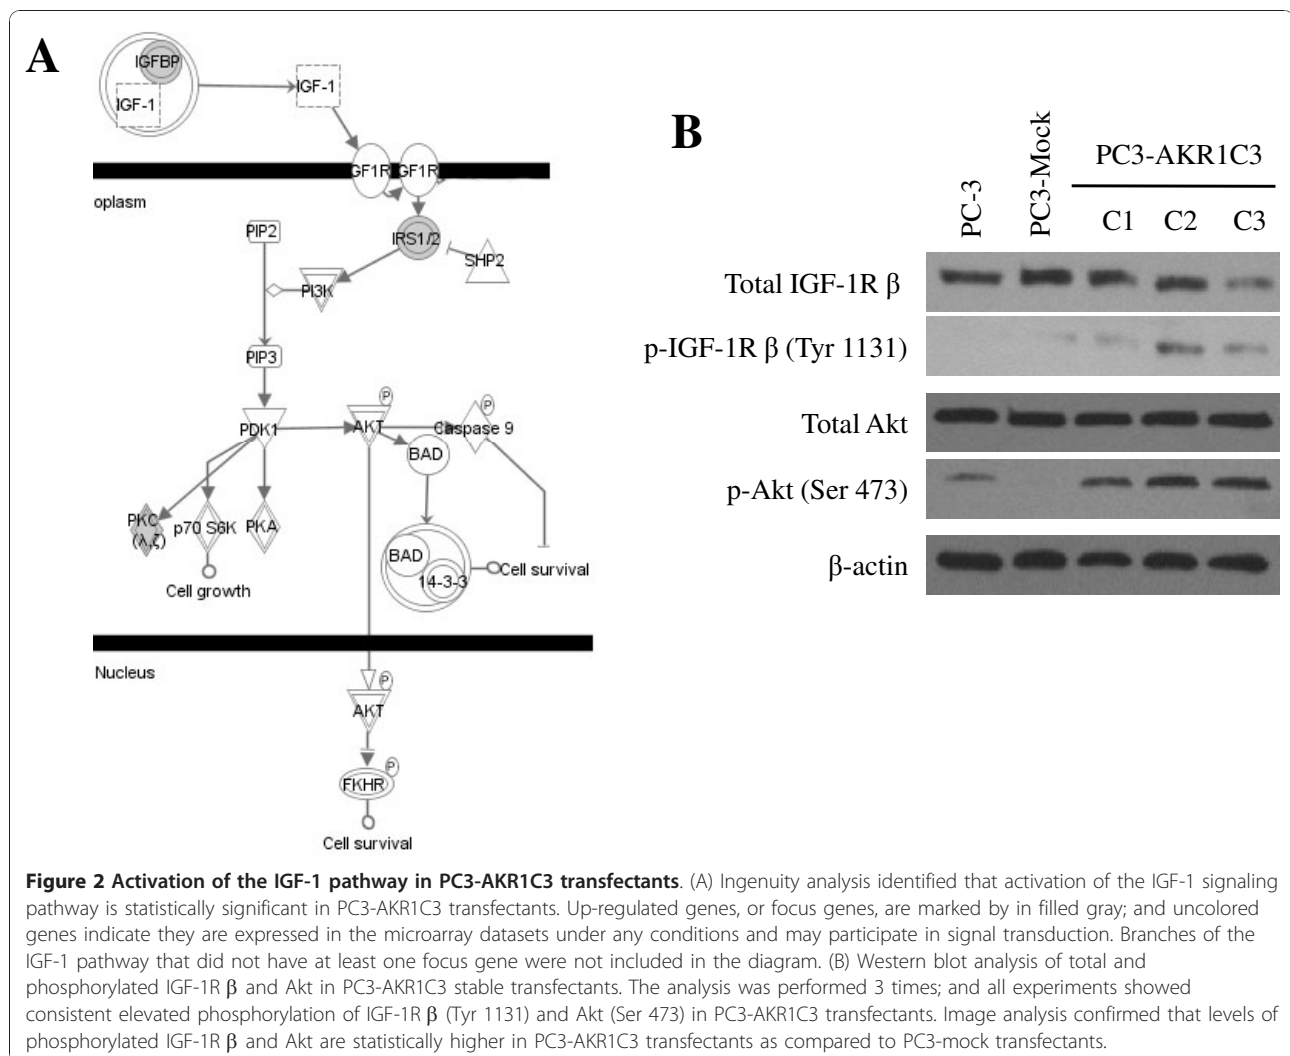 A
IGFBP
IGF-1
IGF-1
GF1R
GF1R
oplasm
PIP2
IRS1/2
SHP2
PI3K
PIP3
P
P
PDK1
AKT
Caspase 9
BAD
PKC
(λ,ζ)
p70 S6K
PKA
BAD
14-3-3
Cell survival
Cell growth
Nucleus
P
AKT
P
FKHR
Cell survival
B
PC-3
PC3-Mock
PC3-AKR1C3
C1 C2 C3
Total IGF-1R β
p-IGF-1R β (Tyr 1131)
Total Akt
p-Akt (Ser 473)
β-actin
Figure 2 Activation of the IGF-1 pathway in PC3-AKR1C3 transfectants. (A) Ingenuity analysis identified that activation of the IGF-1 signaling
pathway is statistically significant in PC3-AKR1C3 transfectants. Up-regulated genes, or focus genes, are marked by in filled gray; and uncolored
genes indicate they are expressed in the microarray datasets under any conditions and may participate in signal transduction. Branches of the
IGF-1 pathway that did not have at least one focus gene were not included in the diagram. (B) Western blot analysis of total and
phosphorylated IGF-1R β and Akt in PC3-AKR1C3 stable transfectants. The analysis was performed 3 times; and all experiments showed
consistent elevated phosphorylation of IGF-1R β (Tyr 1131) and Akt (Ser 473) in PC3-AKR1C3 transfectants. Image analysis confirmed that levels of
phosphorylated IGF-1R β and Akt are statistically higher in PC3-AKR1C3 transfectants as compared to PC3-mock transfectants.